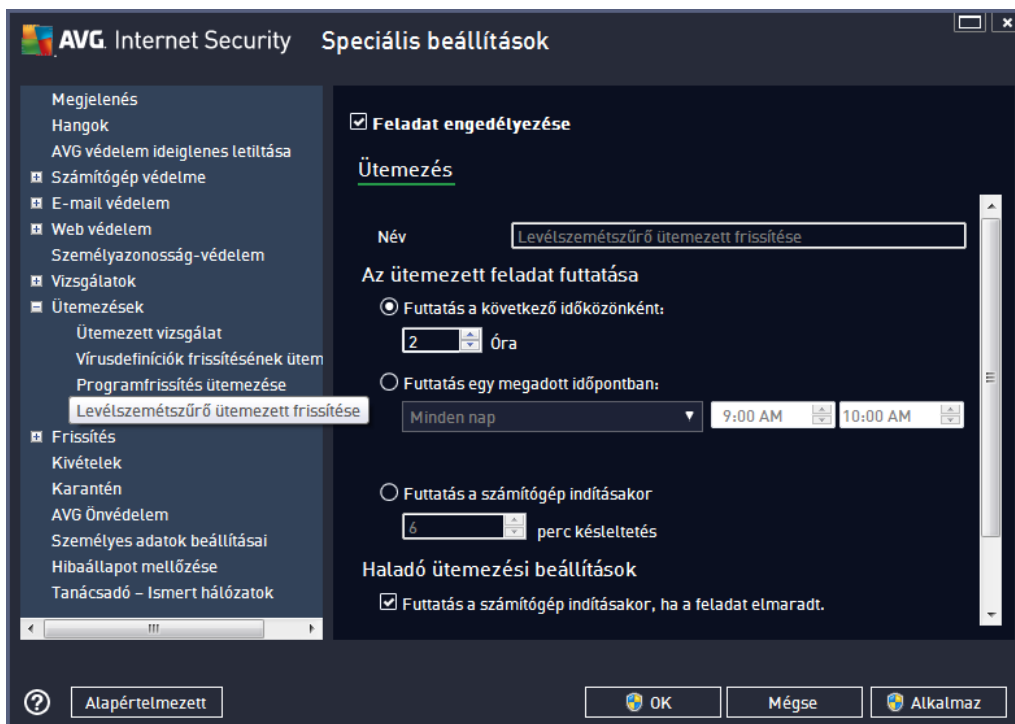 AVG. Internet Security Speciális beállítások
Megjelenés
Hangok
AVG védelem ideiglenes letiltása
Számítógép védelme
E-mail védelem
Web védelem
Személyazonosság-védelem
Vizsgálatok
Ütemezések
Ütemezett vizsgálat
Vírusdefiníciók frissítésének ütem
Programfrissítés ütemezése
Levélszemétszűrő ütemezett frissítése
Frissítés
Kivételek
Karantén
AVG Önvédelem
Személyes adatok beállításai
Hibaállapot mellőzése
Tanácsadó – Ismert hálózatok
Feladat engedélyezése
Ütemezés
Név Levélszemétszűrő ütemezett frissítése
Az ütemezett feladat futtatása
Futtatás a következő időközönként:
2 Óra
Futtatás egy megadott időpontban:
Minden nap 9:00 AM 10:00 AM
Futtatás a számítógép indításakor
6 perc késleltetés
Haladó ütemezési beállítások
Futtatás a számítógép indításakor, ha a feladat elmaradt.
Alapértelmezett OK Mégse Alkalmaz